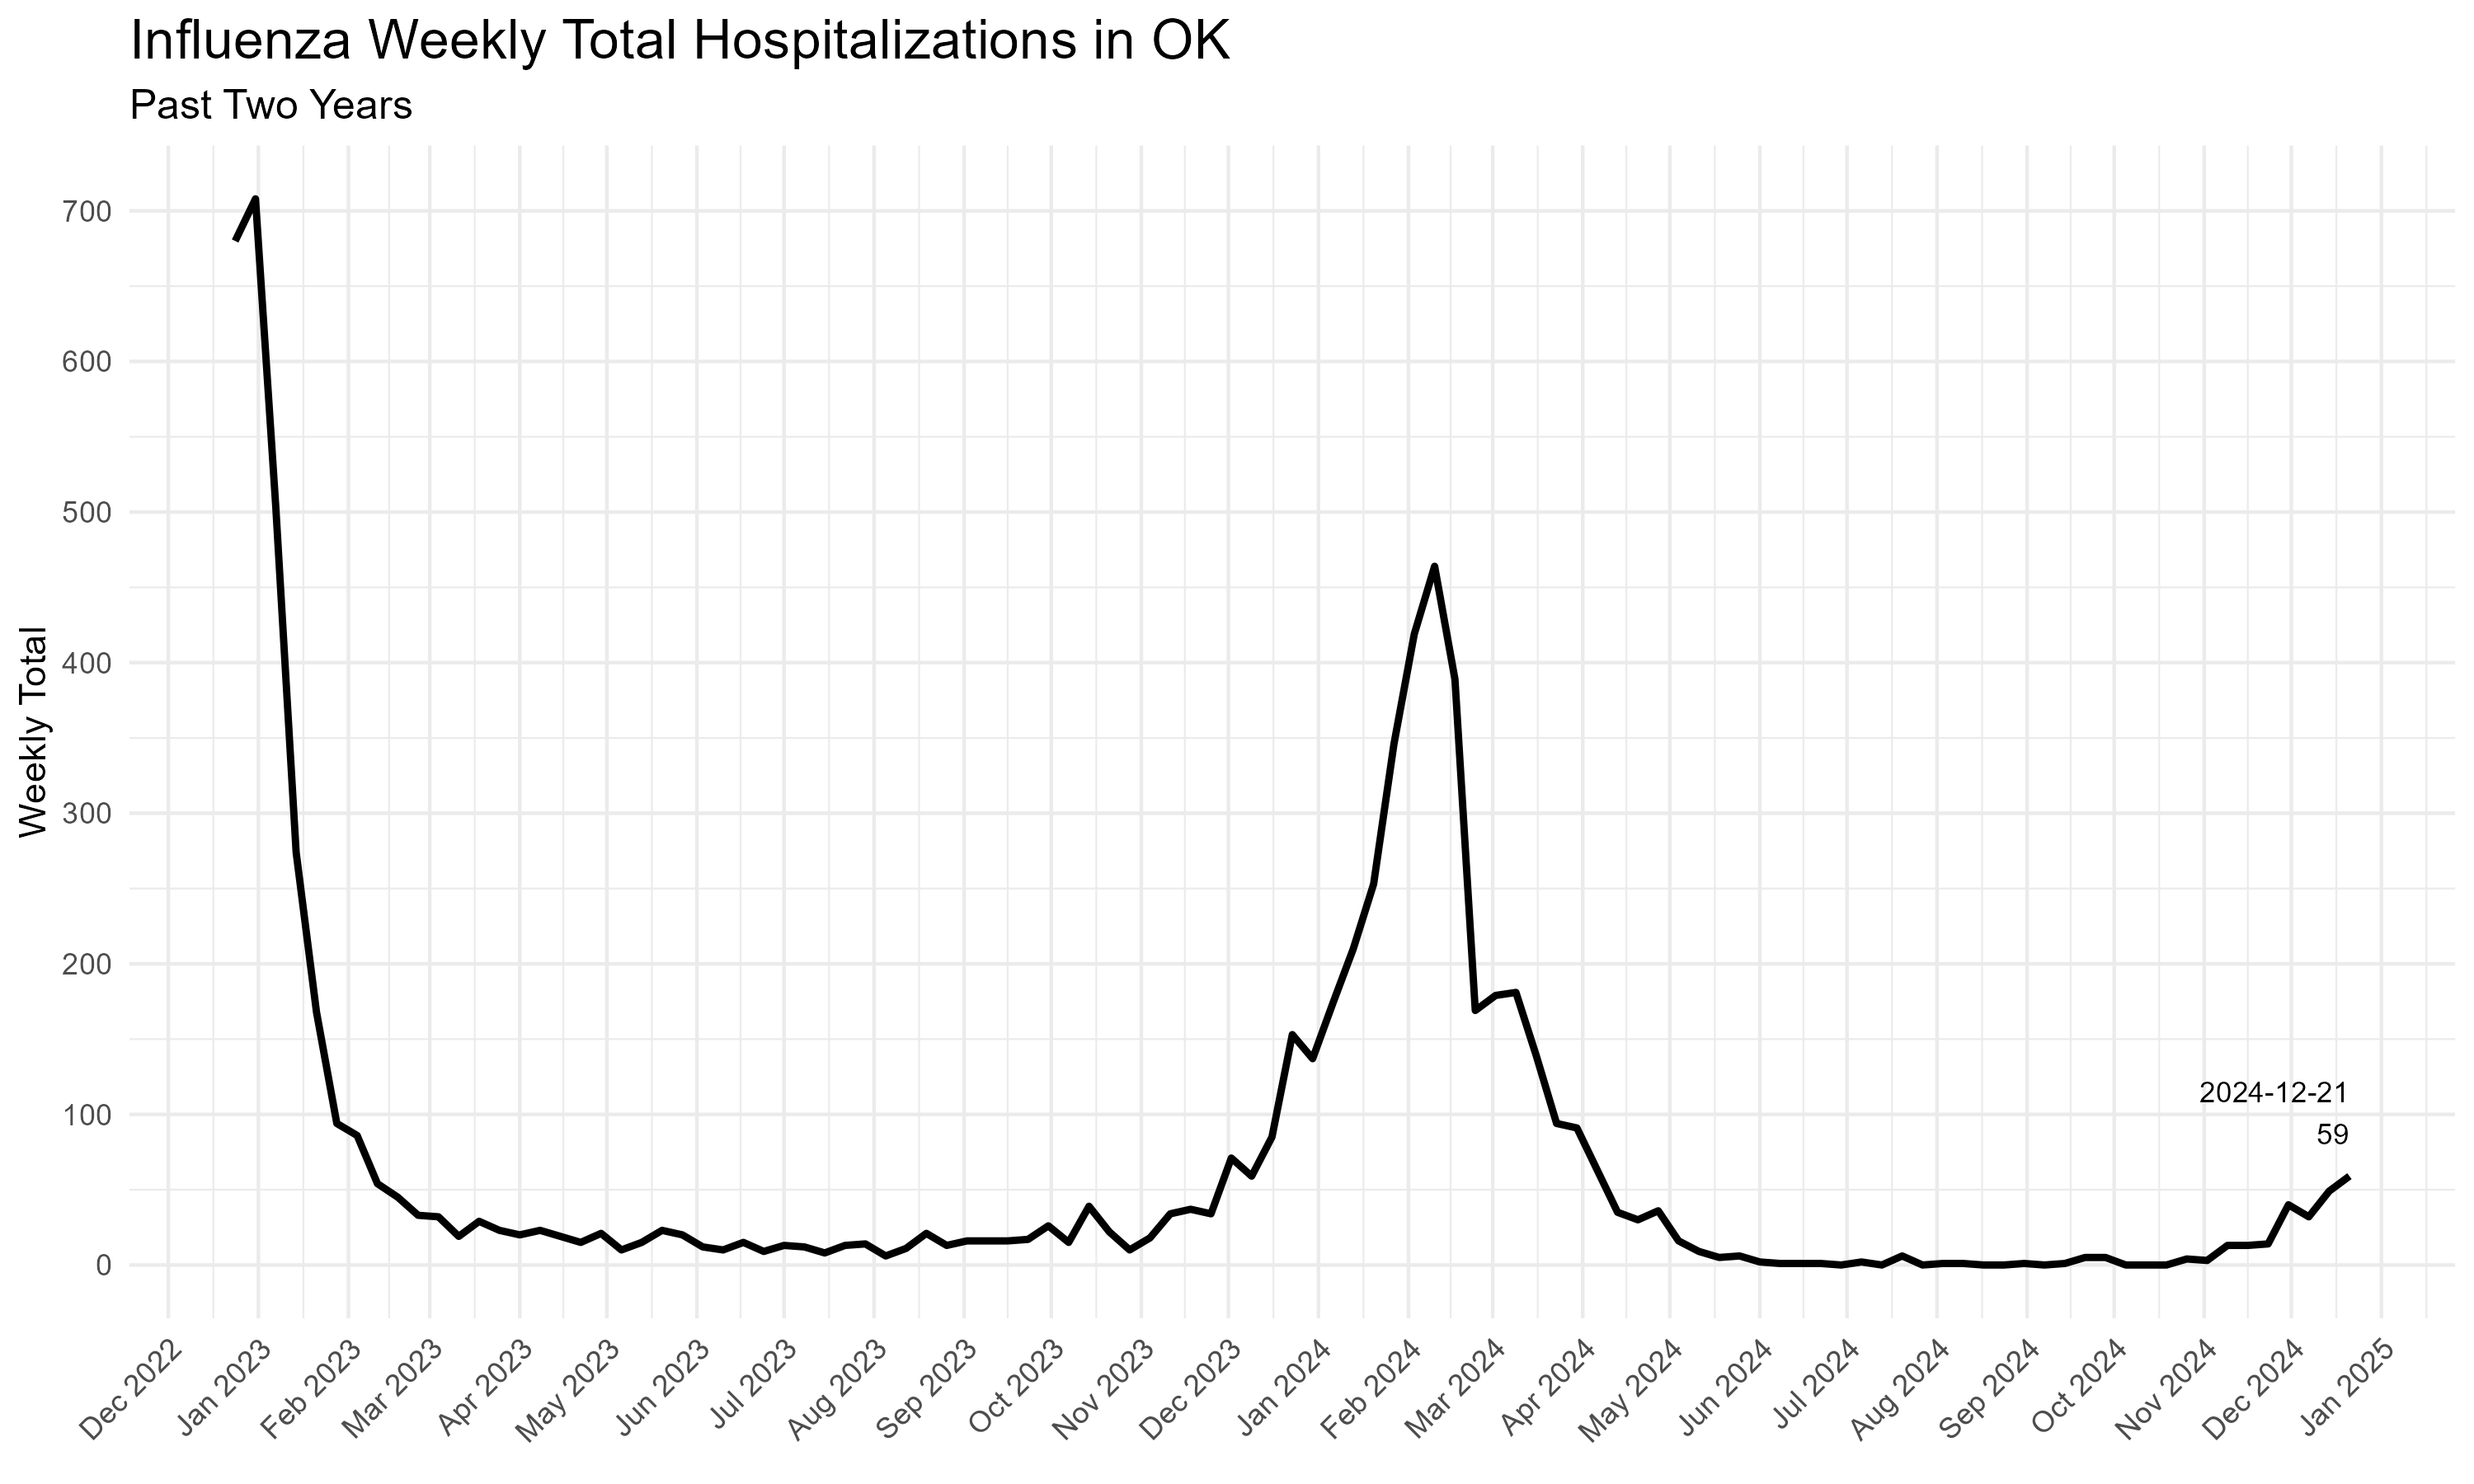 Influenza Weekly Total Hospitalizations in OK
Past Two Years
Weekly Total
700
600
500
400
300
200
100
0
2024-12-21
59
Dec 2022
Jan 2023
Feb 2023
Mar 2023
Apr 2023
May 2023
Jun 2023
Jul 2023
Aug 2023
Sep 2023
Oct 2023
Nov 2023
Dec 2023
Jan 2024
Feb 2024
Mar 2024
Apr 2024
May 2024
Jun 2024
Jul 2024
Aug 2024
Sep 2024
Oct 2024
Nov 2024
Dec 2024
Jan 2025